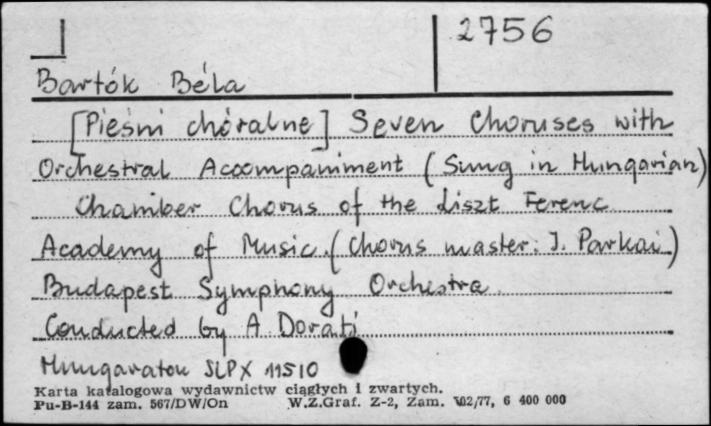 2756
Bartók Béla
[Pieśni chóralne] Seven Choruses with
Orchestral Accompaniment (Sung in Hungarian)
Chamber Chorus of the Liszt Ferenc
Academy of Music. (Chorus master: I. Parkai)
Budapest Symphony Orchestra.
Conducted by A Dorati
Hungaraton SLPX 11510
Karta katalogowa wydawnictw ciągłych i zwartych.
Pu-B-144 zam. 567/DW/On W.Z.Graf. Z-2, Zam. 102/77, 6 400 000